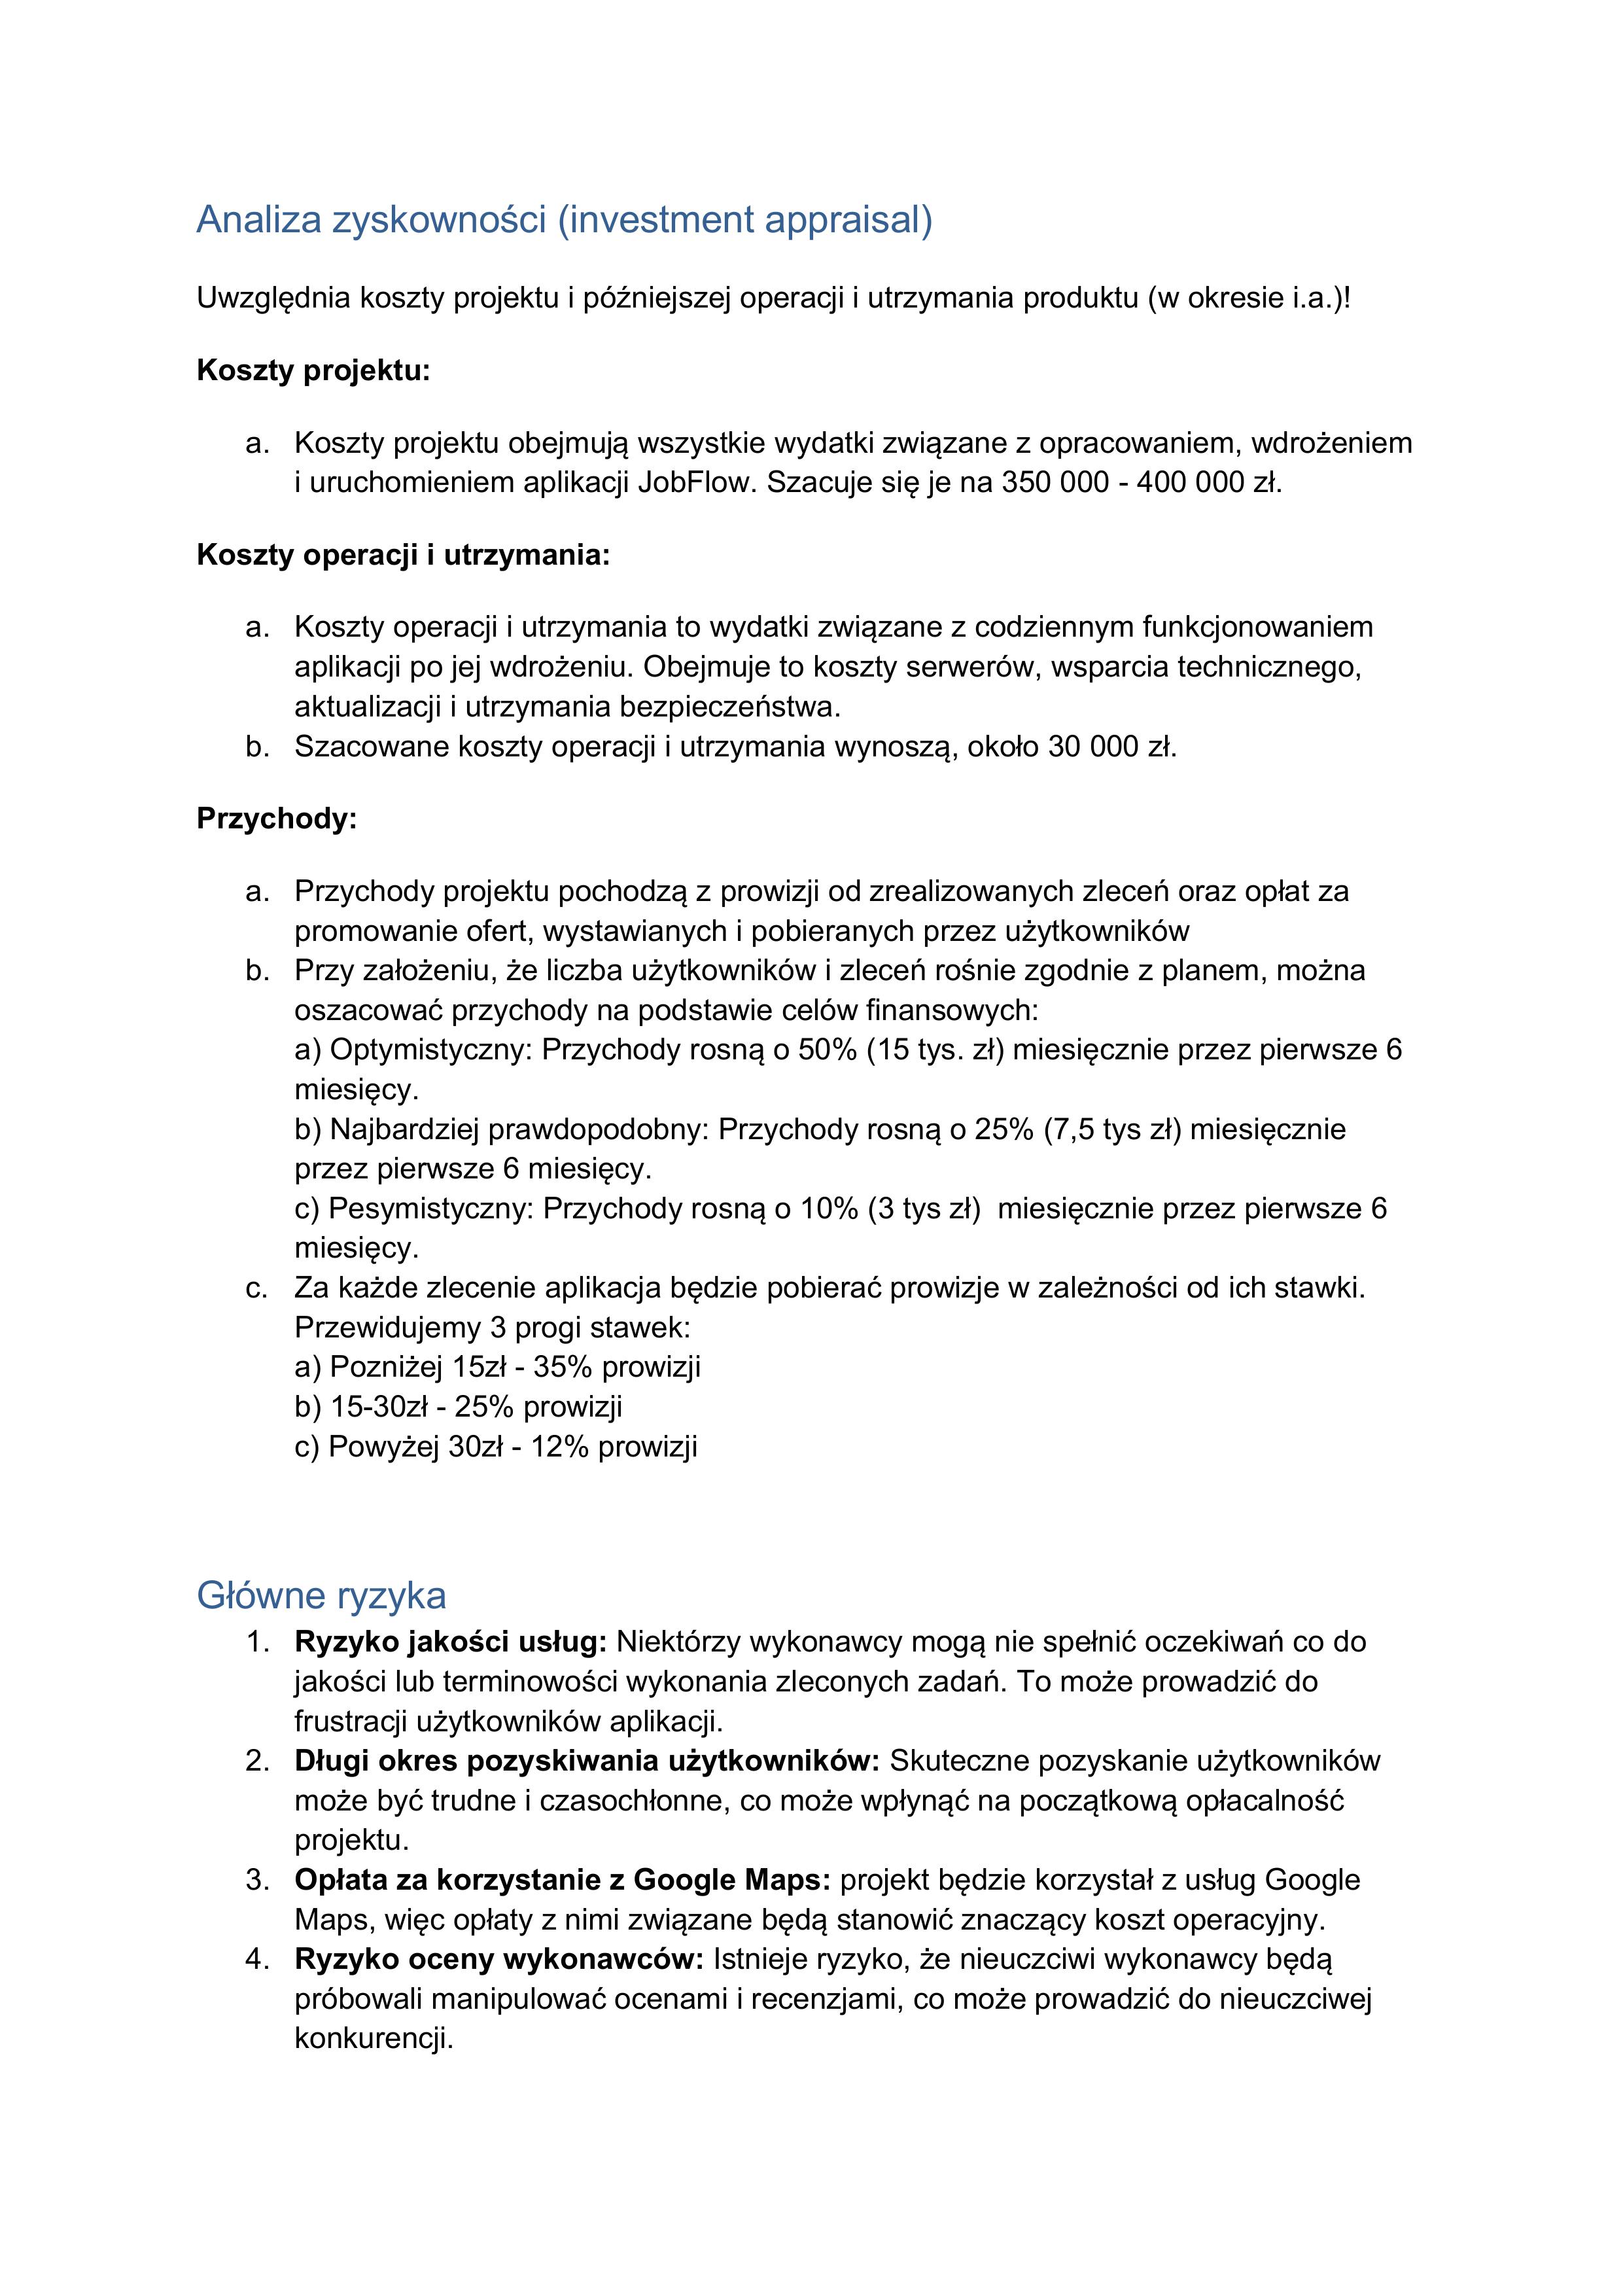 Analiza zyskowności (investment appraisal)
Uwzględnia koszty projektu i późniejszej operacji i utrzymania produktu (w okresie i.a.)!
Koszty projektu:
a. Koszty projektu obejmują wszystkie wydatki związane z opracowaniem, wdrożeniem
i uruchomieniem aplikacji JobFlow. Szacuje się je na 350 000 - 400 000 zł.
Koszty operacji i utrzymania:
a. Koszty operacji i utrzymania to wydatki związane z codziennym funkcjonowaniem
aplikacji po jej wdrożeniu. Obejmuje to koszty serwerów, wsparcia technicznego,
aktualizacji i utrzymania bezpieczeństwa.
b. Szacowane koszty operacji i utrzymania wynoszą, około 30 000 zł.
Przychody:
a. Przychody projektu pochodzą z prowizji od zrealizowanych zleceń oraz opłat za
promowanie ofert, wystawianych i pobieranych przez użytkowników
b. Przy założeniu, że liczba użytkowników i zleceń rośnie zgodnie z planem, można
oszacować przychody na podstawie celów finansowych:
a) Optymistyczny: Przychody rosną o 50% (15 tys. zł) miesięcznie przez pierwsze 6
miesięcy.
b) Najbardziej prawdopodobny: Przychody rosną o 25% (7,5 tys zł) miesięcznie
przez pierwsze 6 miesięcy.
c) Pesymistyczny: Przychody rosną o 10% (3 tys zł)  miesięcznie przez pierwsze 6
miesięcy.
c. Za każde zlecenie aplikacja będzie pobierać prowizje w zależności od ich stawki.
Przewidujemy 3 progi stawek:
a) Pozniżej 15zł - 35% prowizji
b) 15-30zł - 25% prowizji
c) Powyżej 30zł - 12% prowizji
Główne ryzyka
1. Ryzyko jakości usług: Niektórzy wykonawcy mogą nie spełnić oczekiwań co do
jakości lub terminowości wykonania zleconych zadań. To może prowadzić do
frustracji użytkowników aplikacji.
2. Długi okres pozyskiwania użytkowników: Skuteczne pozyskanie użytkowników
może być trudne i czasochłonne, co może wpłynąć na początkową opłacalność
projektu.
3. Opłata za korzystanie z Google Maps: projekt będzie korzystał z usług Google
Maps, więc opłaty z nimi związane będą stanowić znaczący koszt operacyjny.
4. Ryzyko oceny wykonawców: Istnieje ryzyko, że nieuczciwi wykonawcy będą
próbowali manipulować ocenami i recenzjami, co może prowadzić do nieuczciwej
konkurencji.